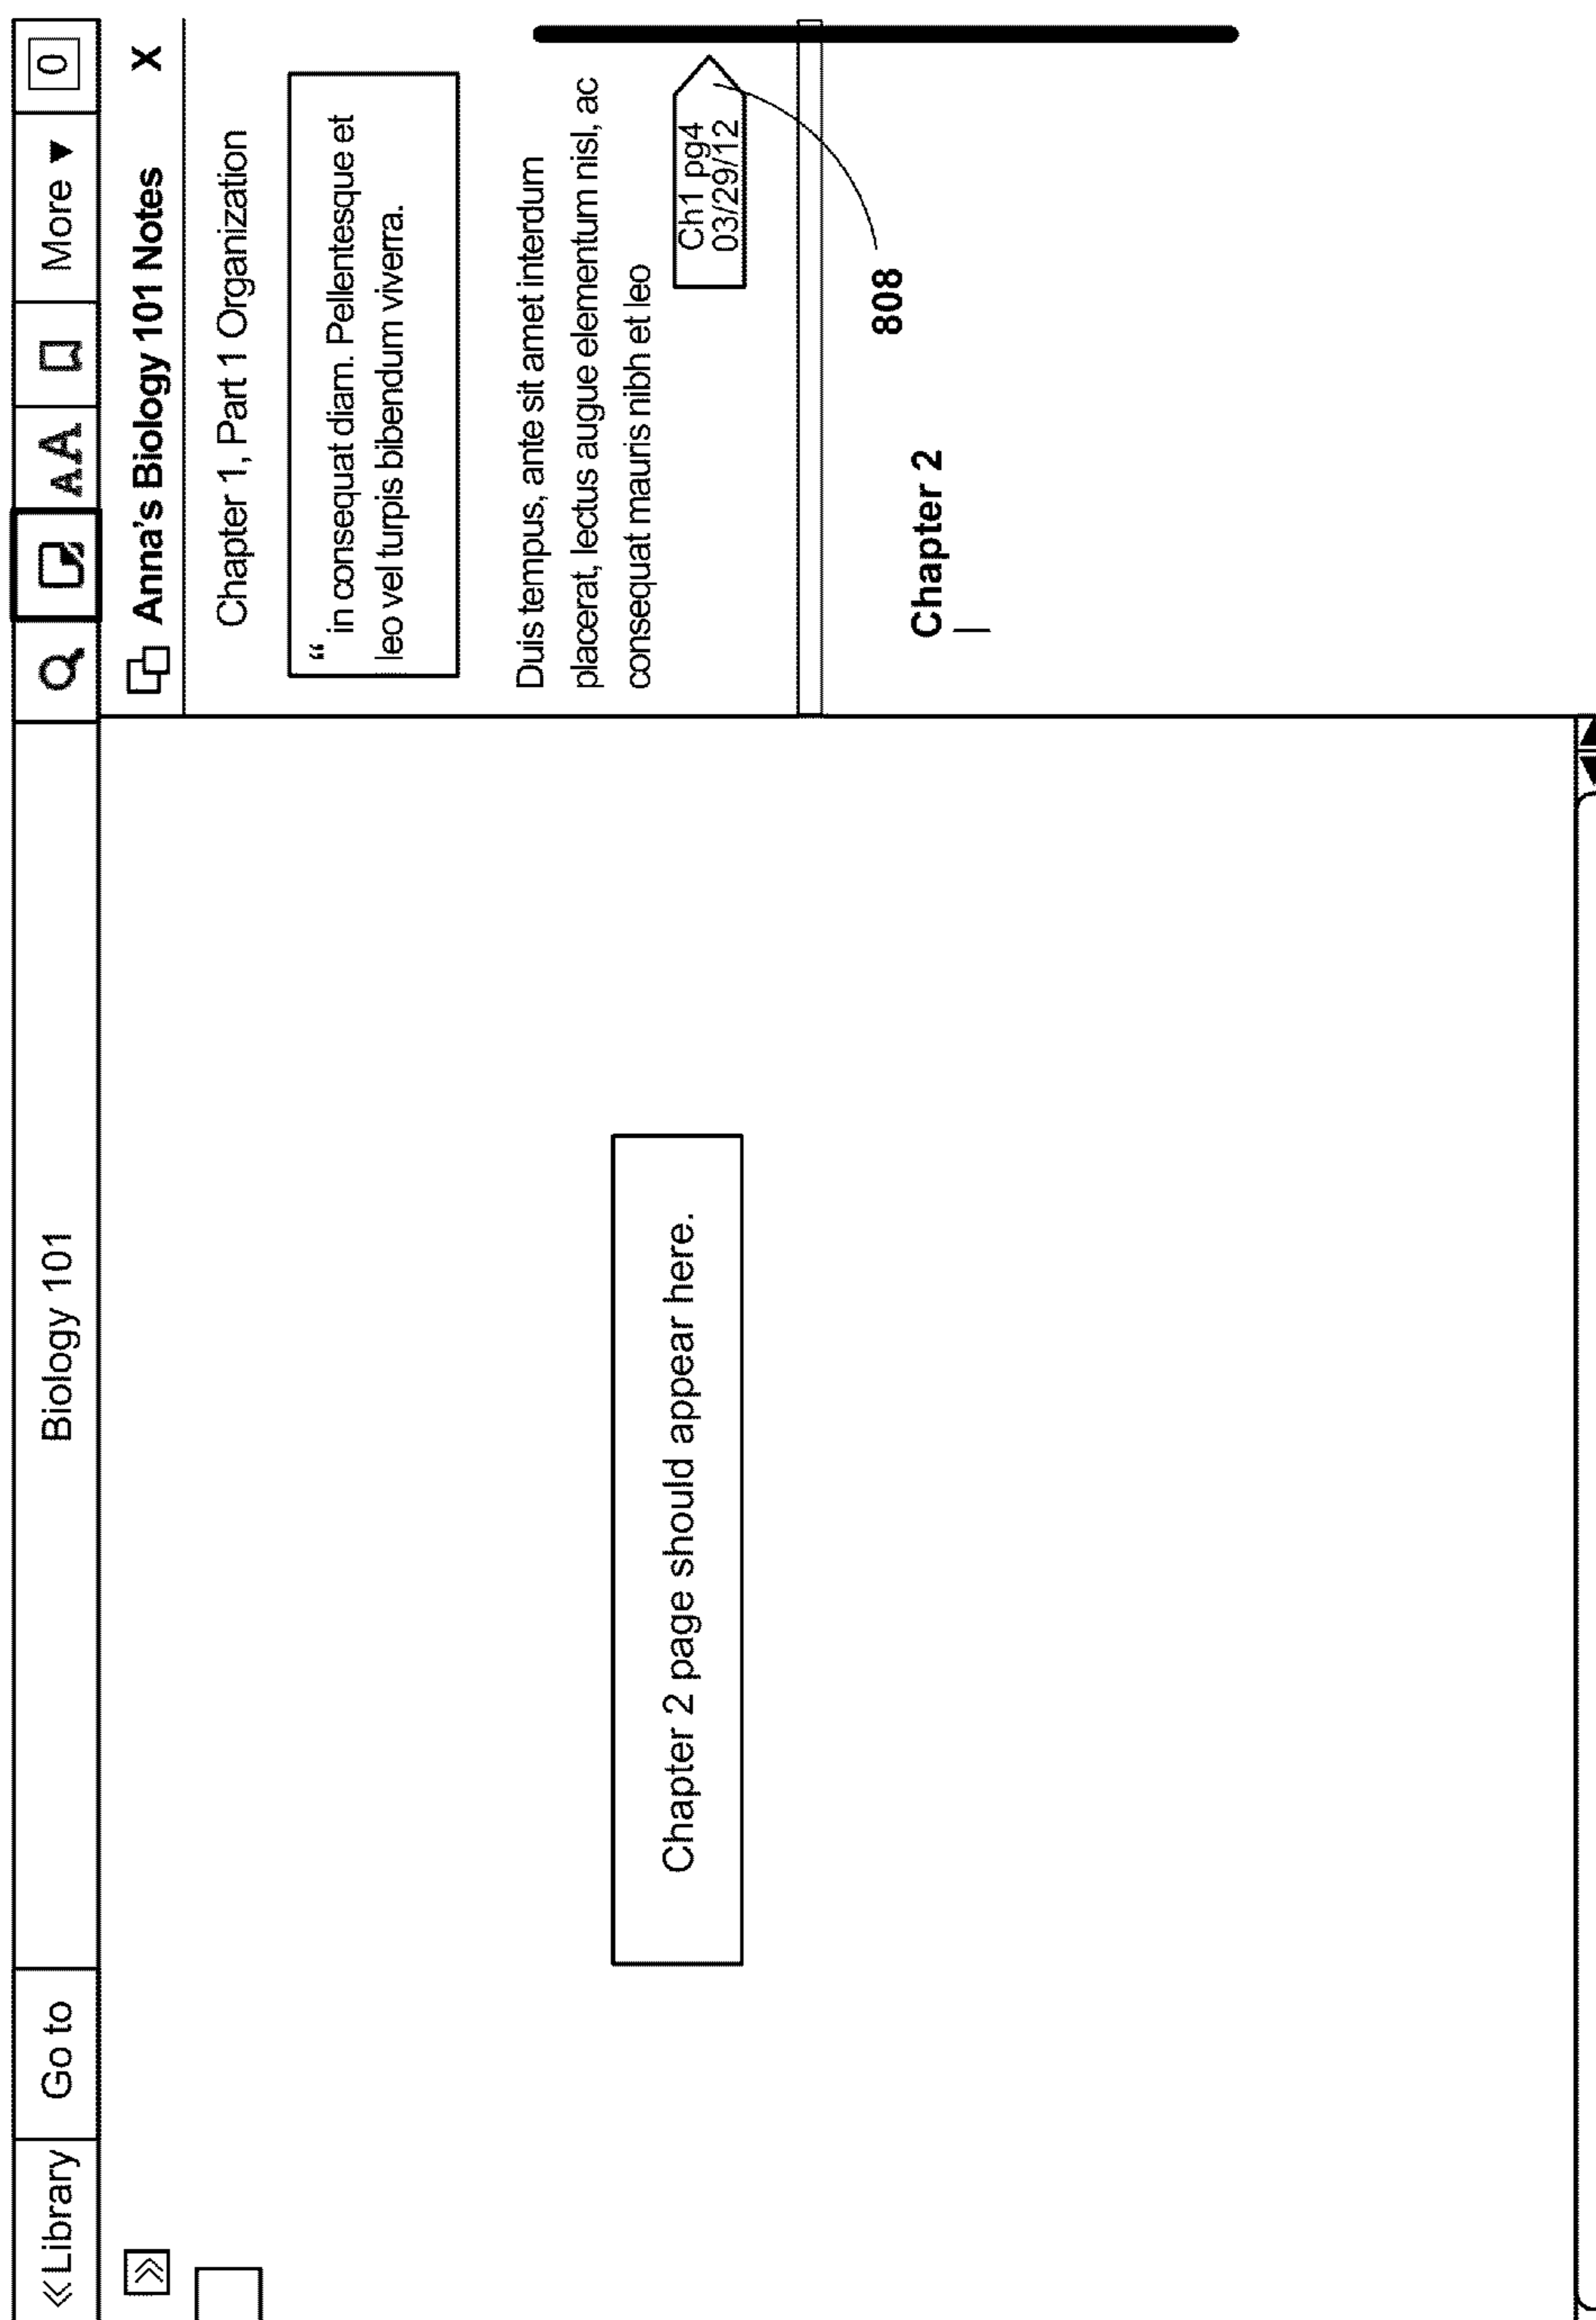 «Library
Go to
Biology 101
AA
More ▼
0
Anna's Biology 101 Notes X
Chapter 1, Part 1 Organization
“
in consequat diam. Pellentesque et
leo vel turpis bibendum viverra.
Duis tempus, ante sit amet interdum
placerat, lectus augue elementum nisl, ac
consequat mauris nibh et leo
Ch1 pg4
03/29/12
808
Chapter 2
Chapter 2 page should appear here.